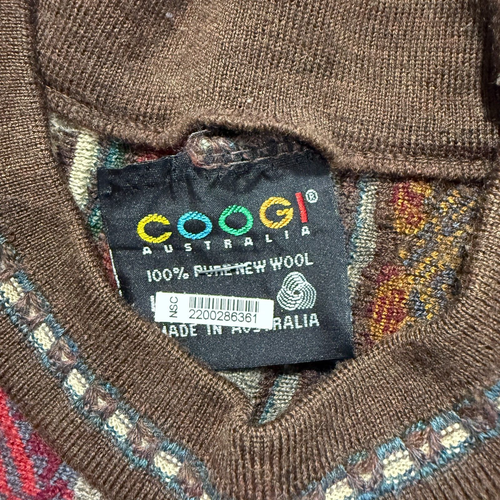 COOGI®
AUSTRALIA
100% PURE NEW WOOL
NSC
2200286361
MADE IN AUSTRALIA